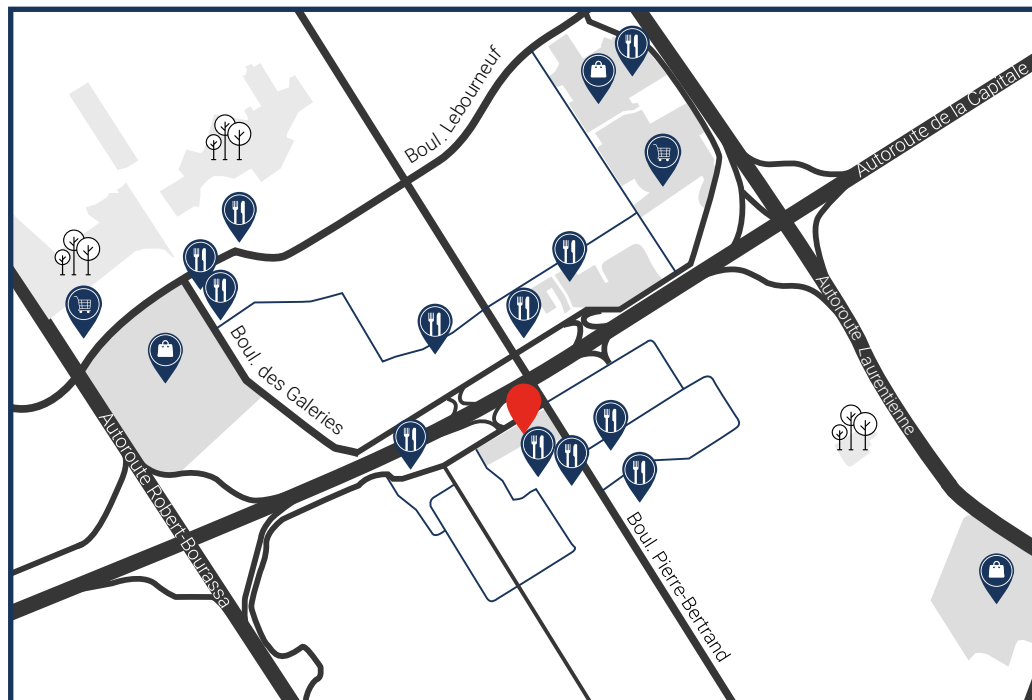 Boul. Lebourneuf
Autoroute de la Capitale
Boul. des Galeries
Autoroute Laurentienne
Autoroute Robert-Bourassa
Boul. Pierre-Bertrand